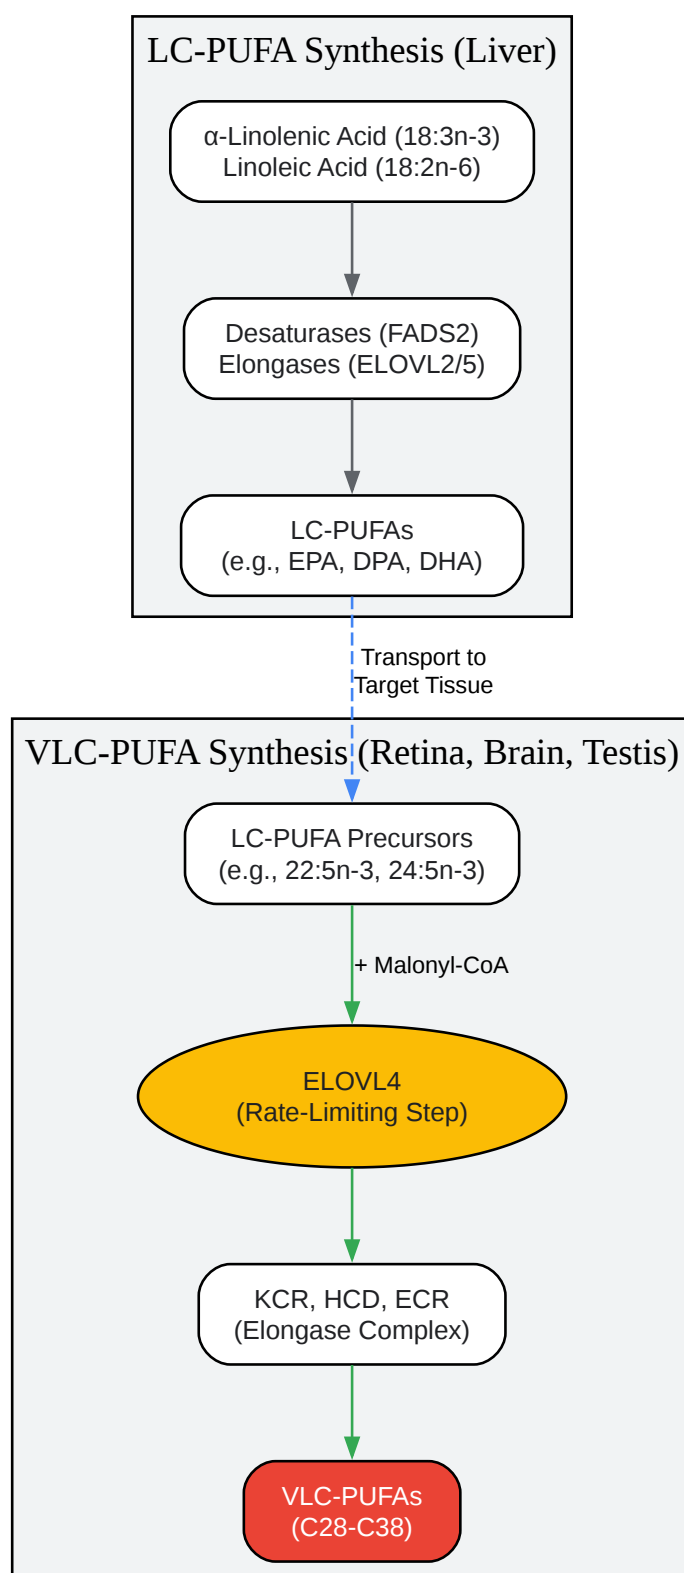 LC-PUFA Synthesis (Liver)
α-Linolenic Acid (18:3n-3)
Linoleic Acid (18:2n-6)
Desaturases (FADS2)
Elongases (ELOVL2/5)
LC-PUFAs
(e.g., EPA, DPA, DHA)
Transport to
Target Tissue
VLC-PUFA Synthesis (Retina, Brain, Testis)
LC-PUFA Precursors
(e.g., 22:5n-3, 24:5n-3)
+ Malonyl-CoA
ELOVL4
(Rate-Limiting Step)
KCR, HCD, ECR
(Elongase Complex)
VLC-PUFAs
(C28-C38)